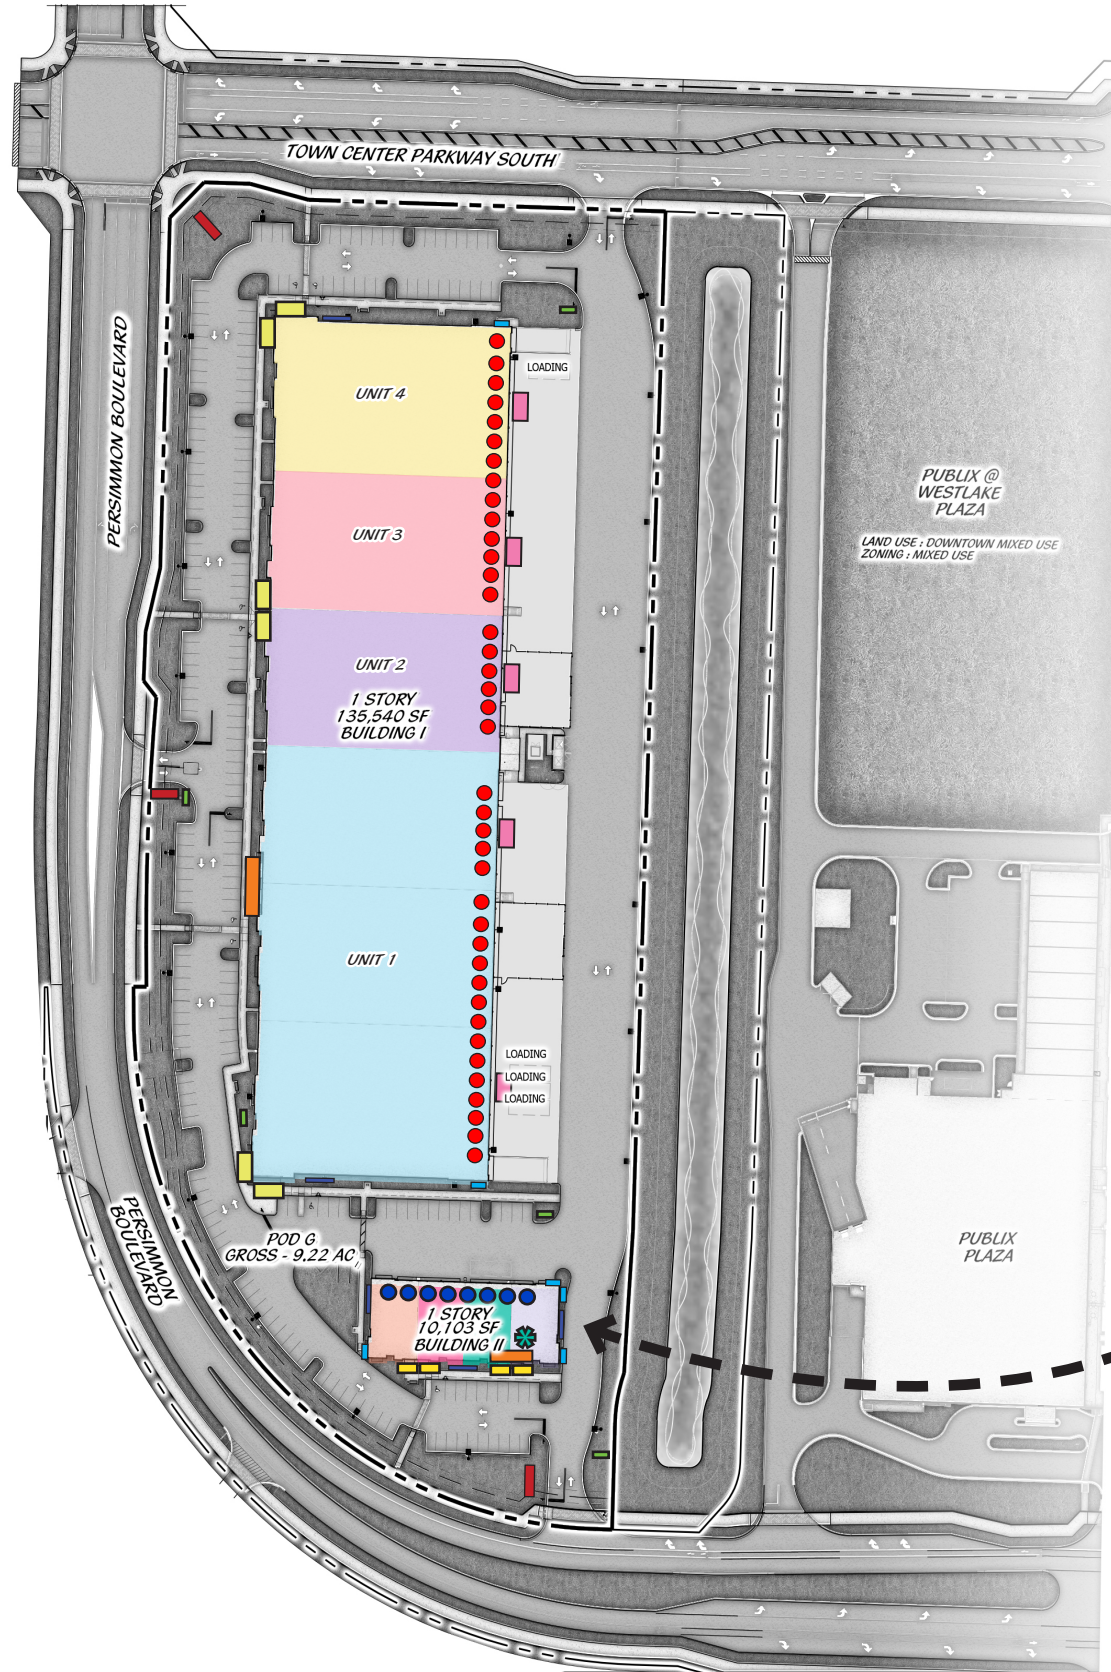 TOWN CENTER PARKWAY SOUTH
PERSIMMON BOULEVARD
LOADING
UNIT 4
PUBLIX @
WESTLAKE
PLAZA
LAND USE : DOWNTOWN MIXED USE
ZONING : MIXED USE
UNIT 3
UNIT 2
1 STORY
135,540 SF
BUILDING I
UNIT 1
LOADING
LOADING
LOADING
PERSIMMON
BOULEVARD
POD G
GROSS - 9.22 AC
PUBLIX
PLAZA
1 STORY
10,103 SF
BUILDING II